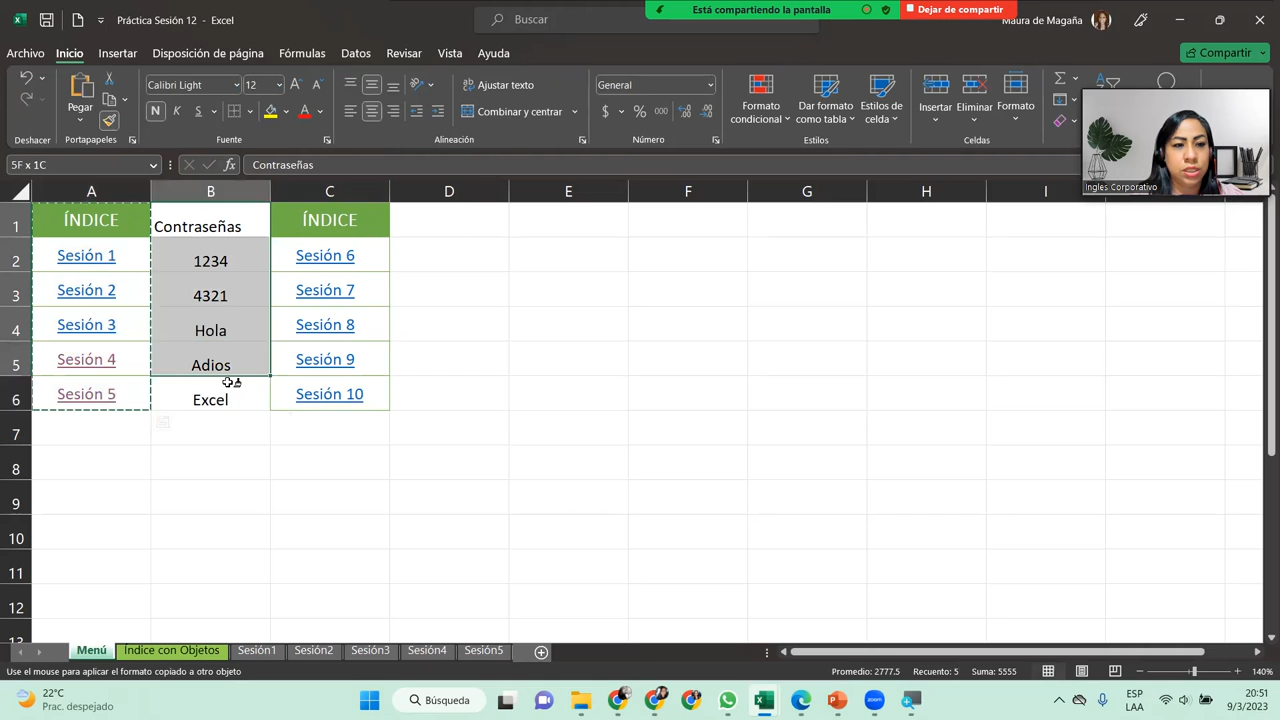 Práctica Sesión 12 - Excel
Buscar
Está compartiendo la pantalla
Dejar de compartir
Maura de Magaña
Archivo Inicio Insertar Disposición de página Fórmulas Datos Revisar Vista Ayuda
Compartir
Pegar
Calibri Light 12
N K S
Ajustar texto
Combinar y centrar
General
$ % 000
Formato condicional
Dar formato como tabla
Estilos de celda
Insertar Eliminar Formato
Deshacer Portapapeles Fuente Alineación Número Estilos Celdas
Ingles Corporativo
5F x 1C
fx
Contraseñas
A B C D E F G H I
1 ÍNDICE Contraseñas ÍNDICE
2 Sesión 1 1234 Sesión 6
3 Sesión 2 4321 Sesión 7
4 Sesión 3 Hola Sesión 8
5 Sesión 4 Adios Sesión 9
6 Sesión 5 Excel Sesión 10
7
8
9
10
11
12
13
Menú Índice con Objetos Sesión1 Sesión2 Sesión3 Sesión4 Sesión5
Use el mouse para aplicar el formato copiado a otro objeto
Promedio: 2777.5 Recuento: 5 Suma: 5555
140%
22°C
Prac. despejado
Búsqueda
ESP
LAA
20:51
9/3/2023